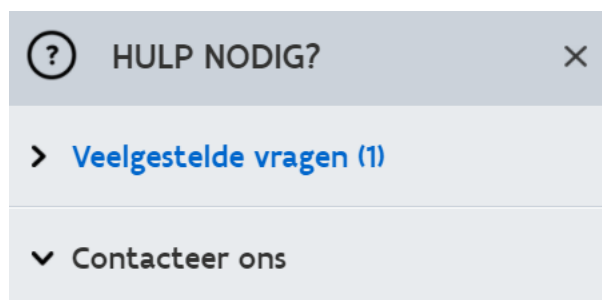 ? HULP NODIG? ×
Veelgestelde vragen (1)
Contacteer ons